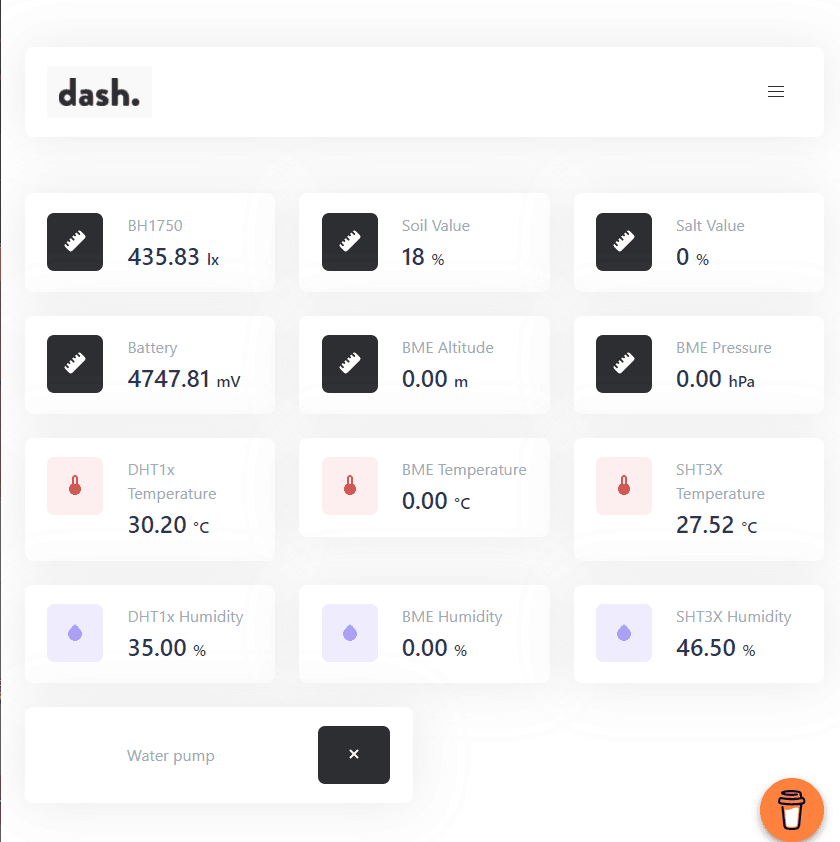 dash.
BH1750
435.83 lx
Soil Value
18 %
Salt Value
0 %
Battery
4747.81 mV
BME Altitude
0.00 m
BME Pressure
0.00 hPa
DHT1x
Temperature
30.20 °C
BME Temperature
0.00 °C
SHT3X
Temperature
27.52 °C
DHT1x Humidity
35.00 %
BME Humidity
0.00 %
SHT3X Humidity
46.50 %
Water pump